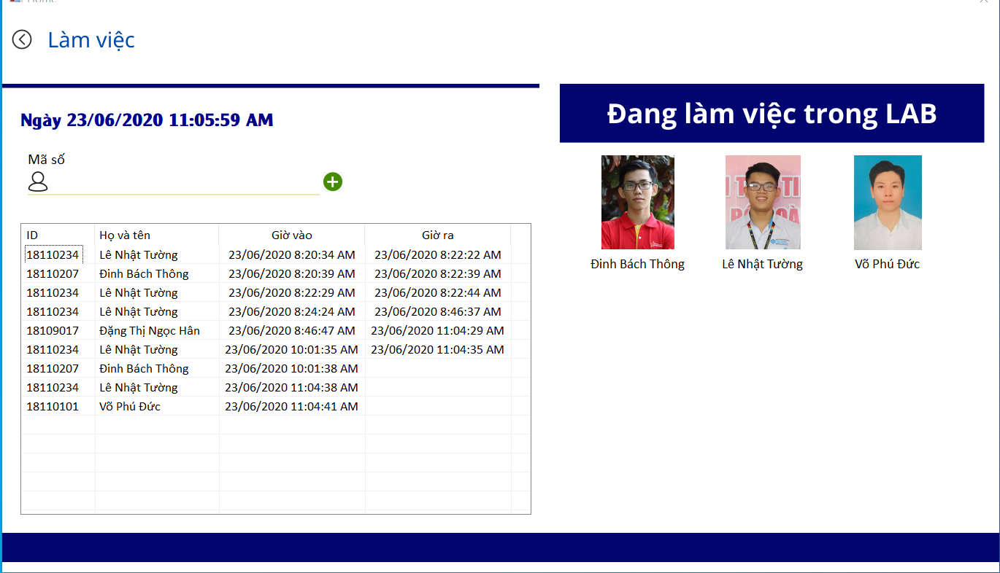 Home
Làm việc
Ngày 23/06/2020 11:05:59 AM
Mã số
ID Họ và tên Giờ vào Giờ ra
18110234 Lê Nhật Tường 23/06/2020 8:20:34 AM 23/06/2020 8:22:22 AM
18110207 Đinh Bách Thông 23/06/2020 8:20:39 AM 23/06/2020 8:22:39 AM
18110234 Lê Nhật Tường 23/06/2020 8:22:29 AM 23/06/2020 8:22:44 AM
18110234 Lê Nhật Tường 23/06/2020 8:24:24 AM 23/06/2020 8:46:37 AM
18109017 Đặng Thị Ngọc Hân 23/06/2020 8:46:47 AM 23/06/2020 11:04:29 AM
18110234 Lê Nhật Tường 23/06/2020 10:01:35 AM 23/06/2020 11:04:35 AM
18110207 Đinh Bách Thông 23/06/2020 10:01:38 AM
18110234 Lê Nhật Tường 23/06/2020 11:04:38 AM
18110101 Võ Phú Đức 23/06/2020 11:04:41 AM
Đang làm việc trong LAB
Đinh Bách Thông Lê Nhật Tường Võ Phú Đức